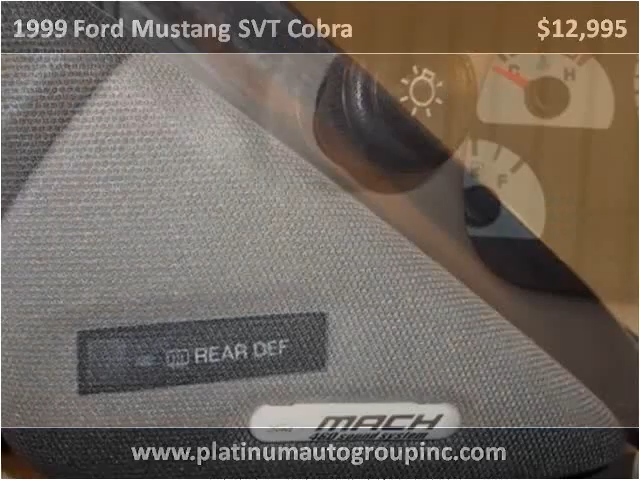 1999 Ford Mustang SVT Cobra $12,995
H
F
REAR DEF
MACH
www.platinumautogroupinc.com